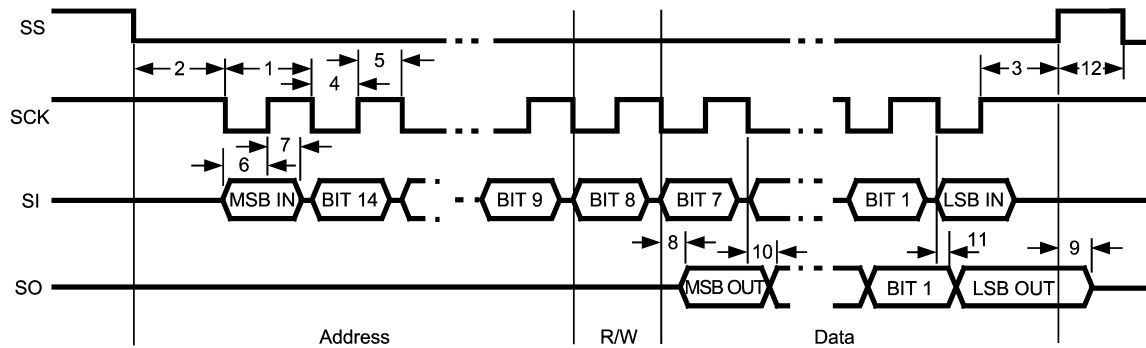 SS
2 1 4 5 3 12
SCK
6 7
SI MSB IN BIT 14 BIT 9 BIT 8 BIT 7 BIT 1 LSB IN
8 10 11 9
SO MSB OUT BIT 1 LSB OUT
Address R/W Data